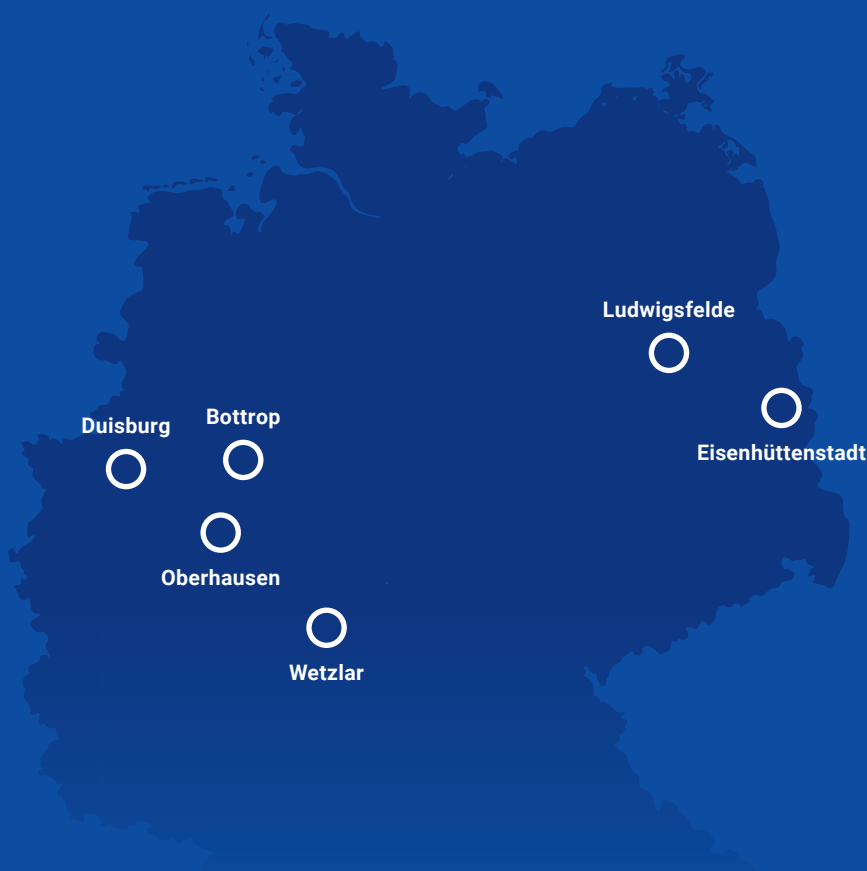 Ludwigsfelde
Bottrop
Duisburg
Eisenhüttenstadt
Oberhausen
Wetzlar